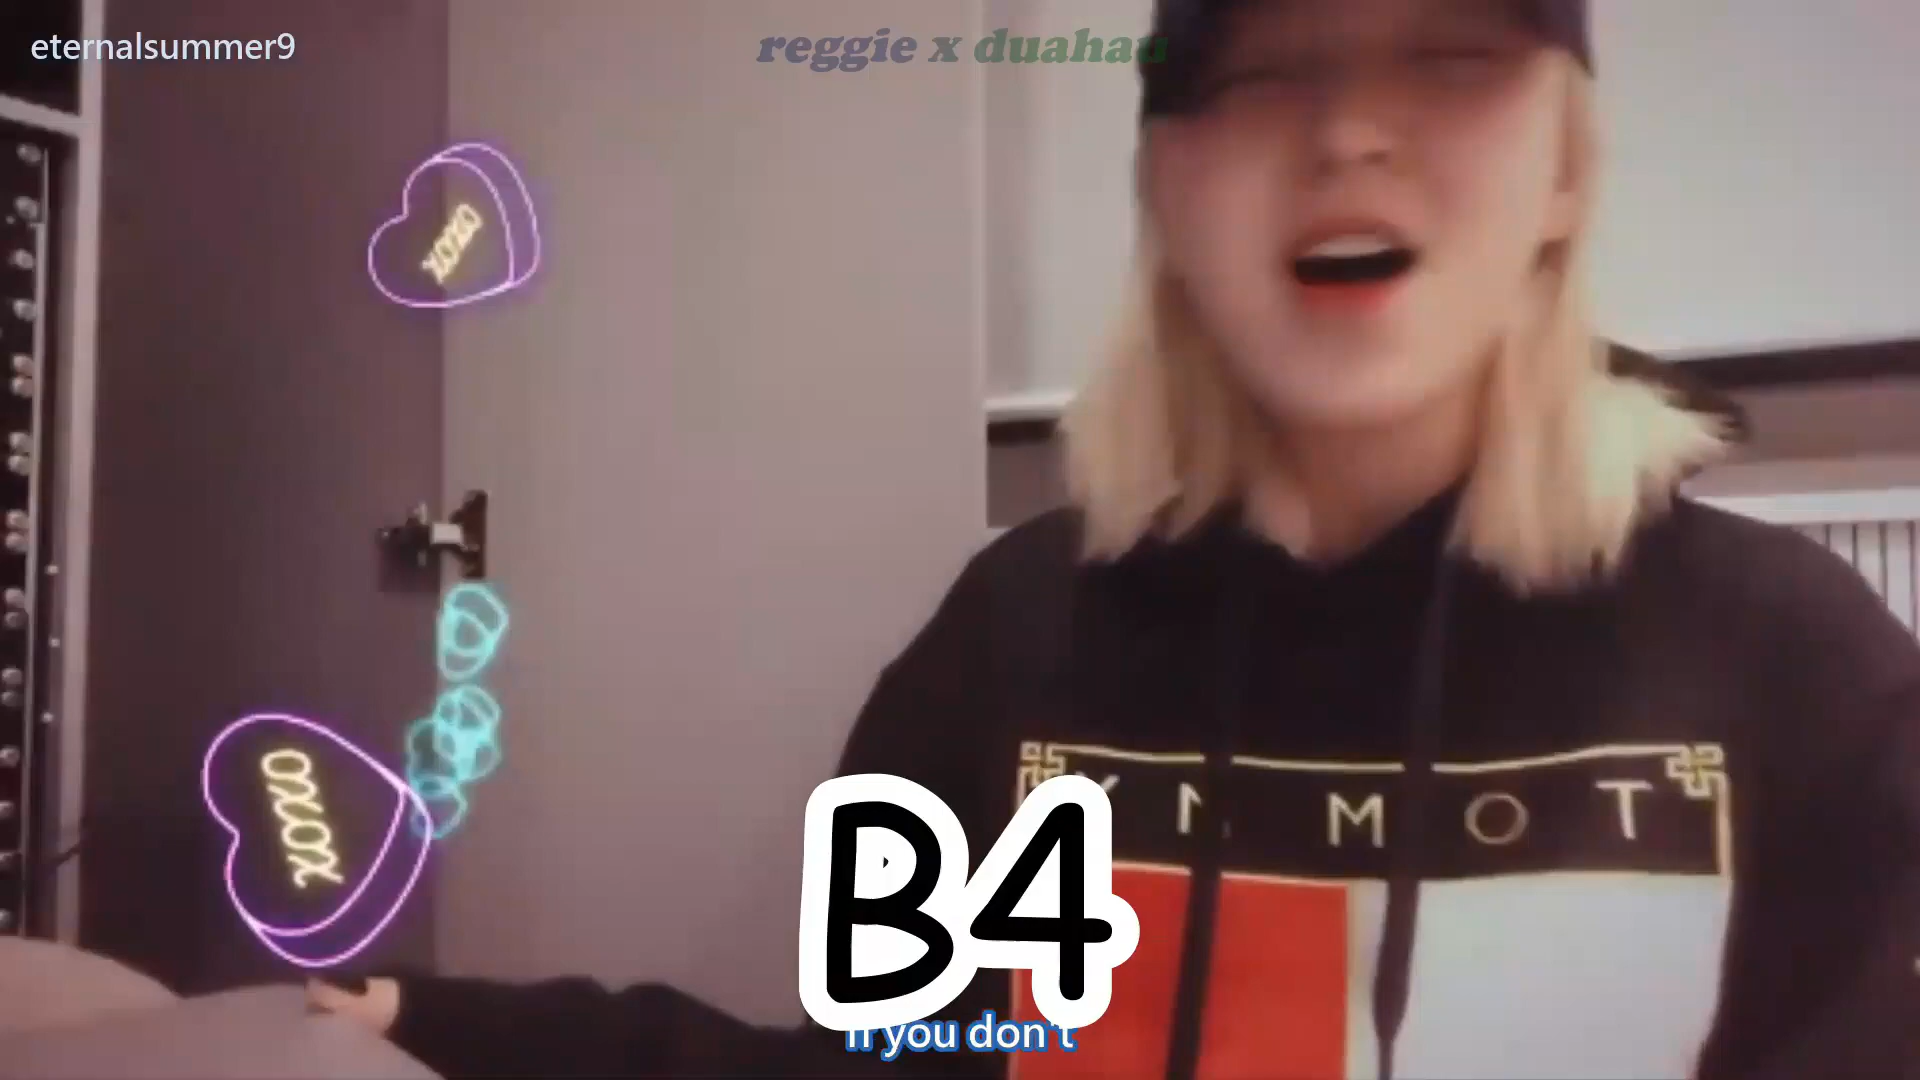 eternalsummer9
reggie x duahau
xoxo
xoxo
M O T
B4
If you don't